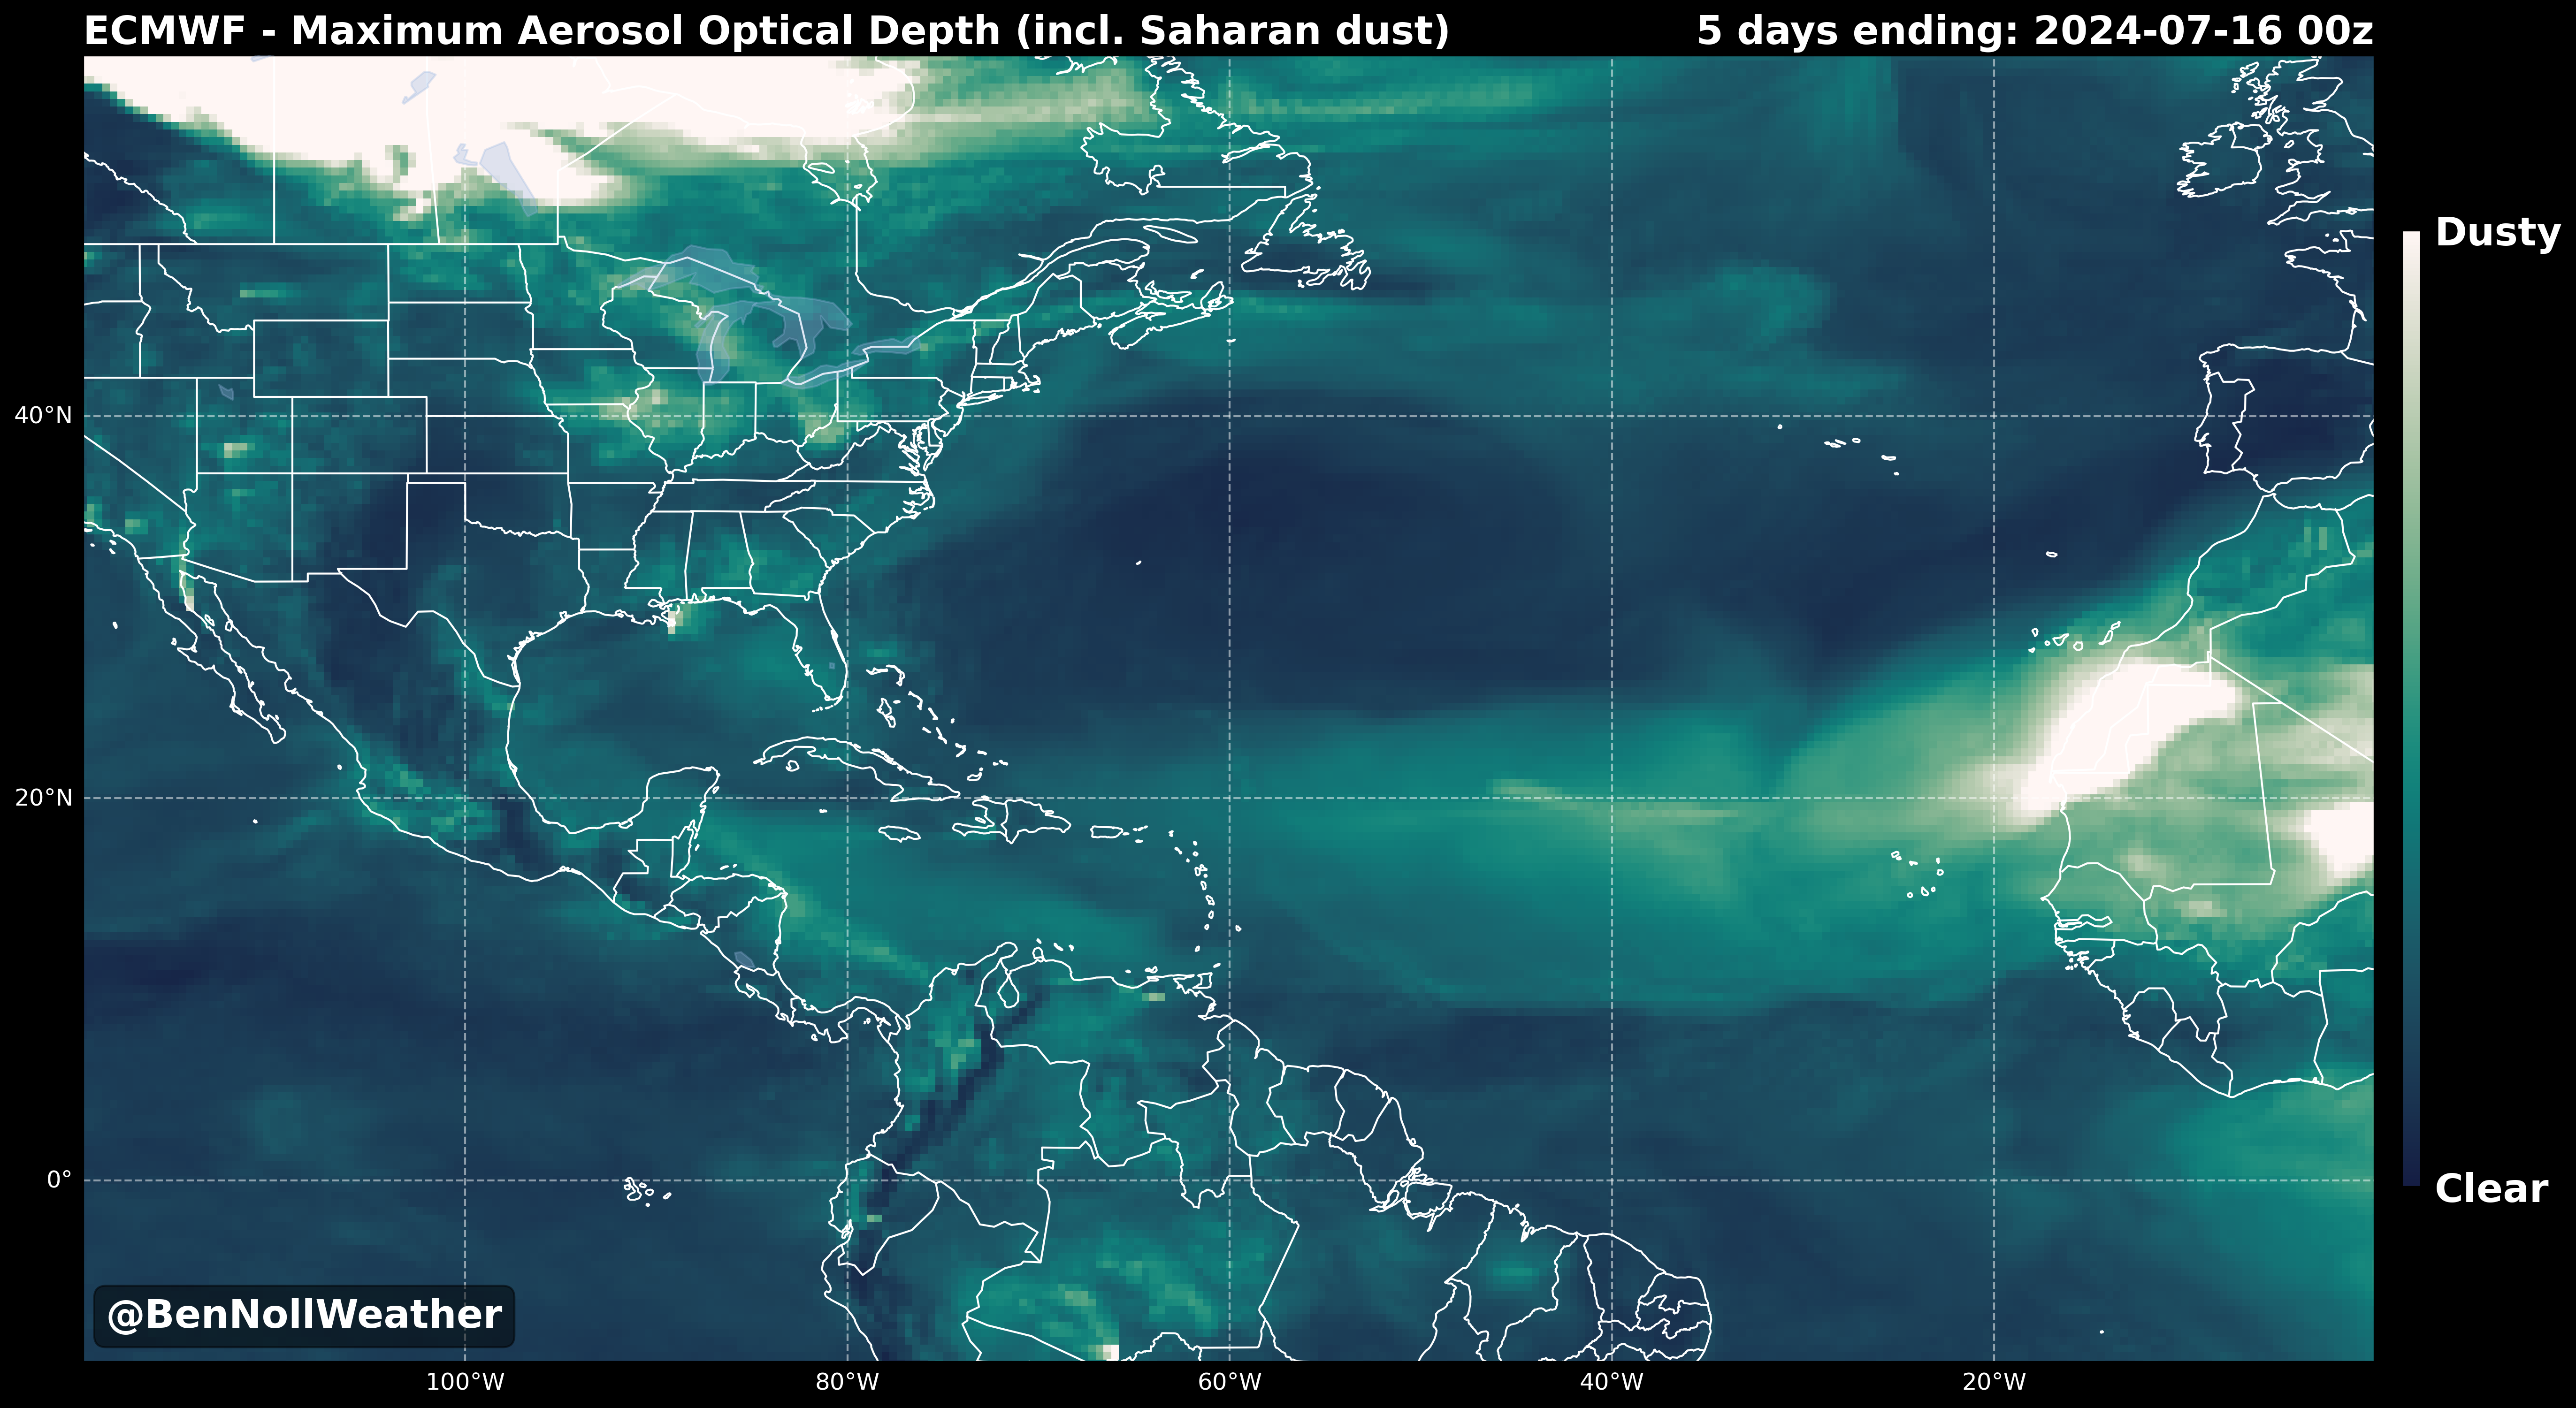 ECMWF - Maximum Aerosol Optical Depth (incl. Saharan dust)
5 days ending: 2024-07-16 00z
Dusty
40°N
20°N
0°
Clear
@BenNollWeather
100°W
80°W
60°W
40°W
20°W